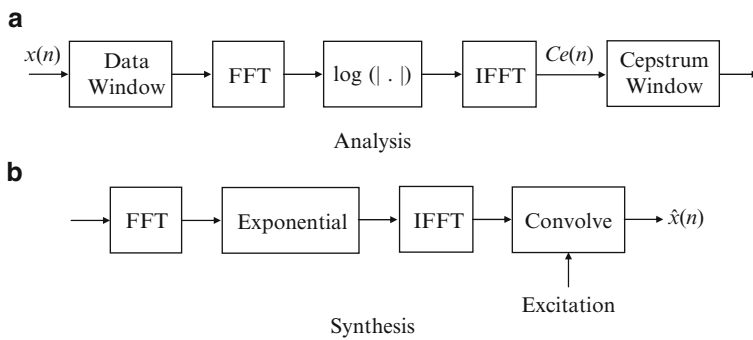 a
x(n)
Data
Window
FFT
log (| . |)
IFFT
Ce(n)
Cepstrum
Window
Analysis
b
FFT
Exponential
IFFT
Convolve
x̂(n)
Excitation
Synthesis